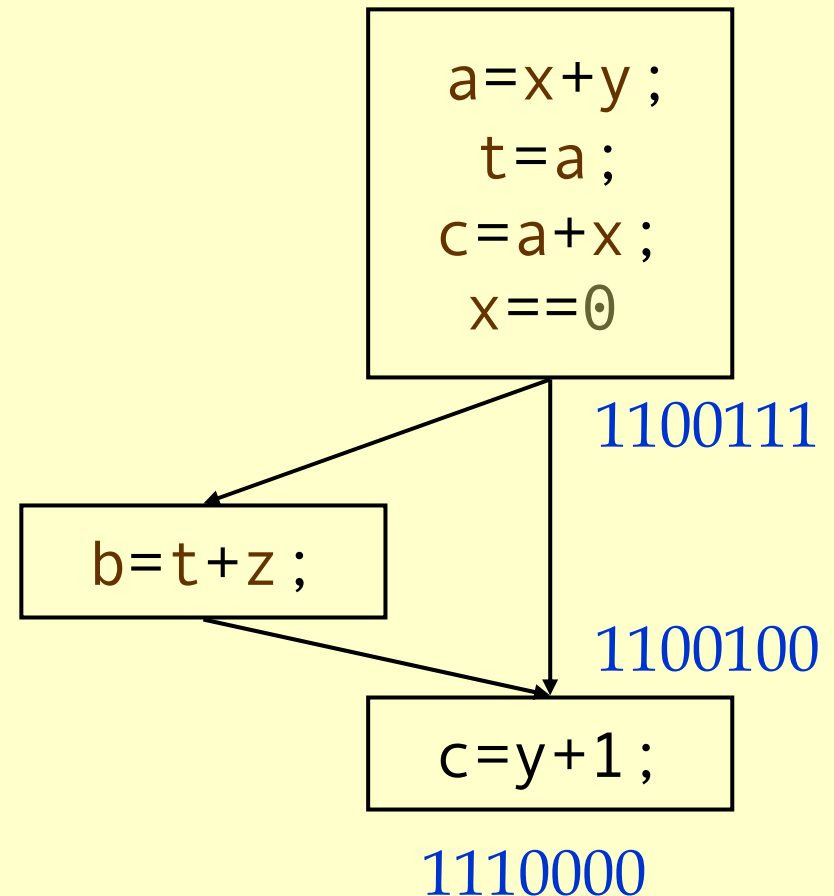 a=x+y;
t=a;
c=a+x;
x==0
1100111
b=t+z;
1100100
c=y+1;
1110000